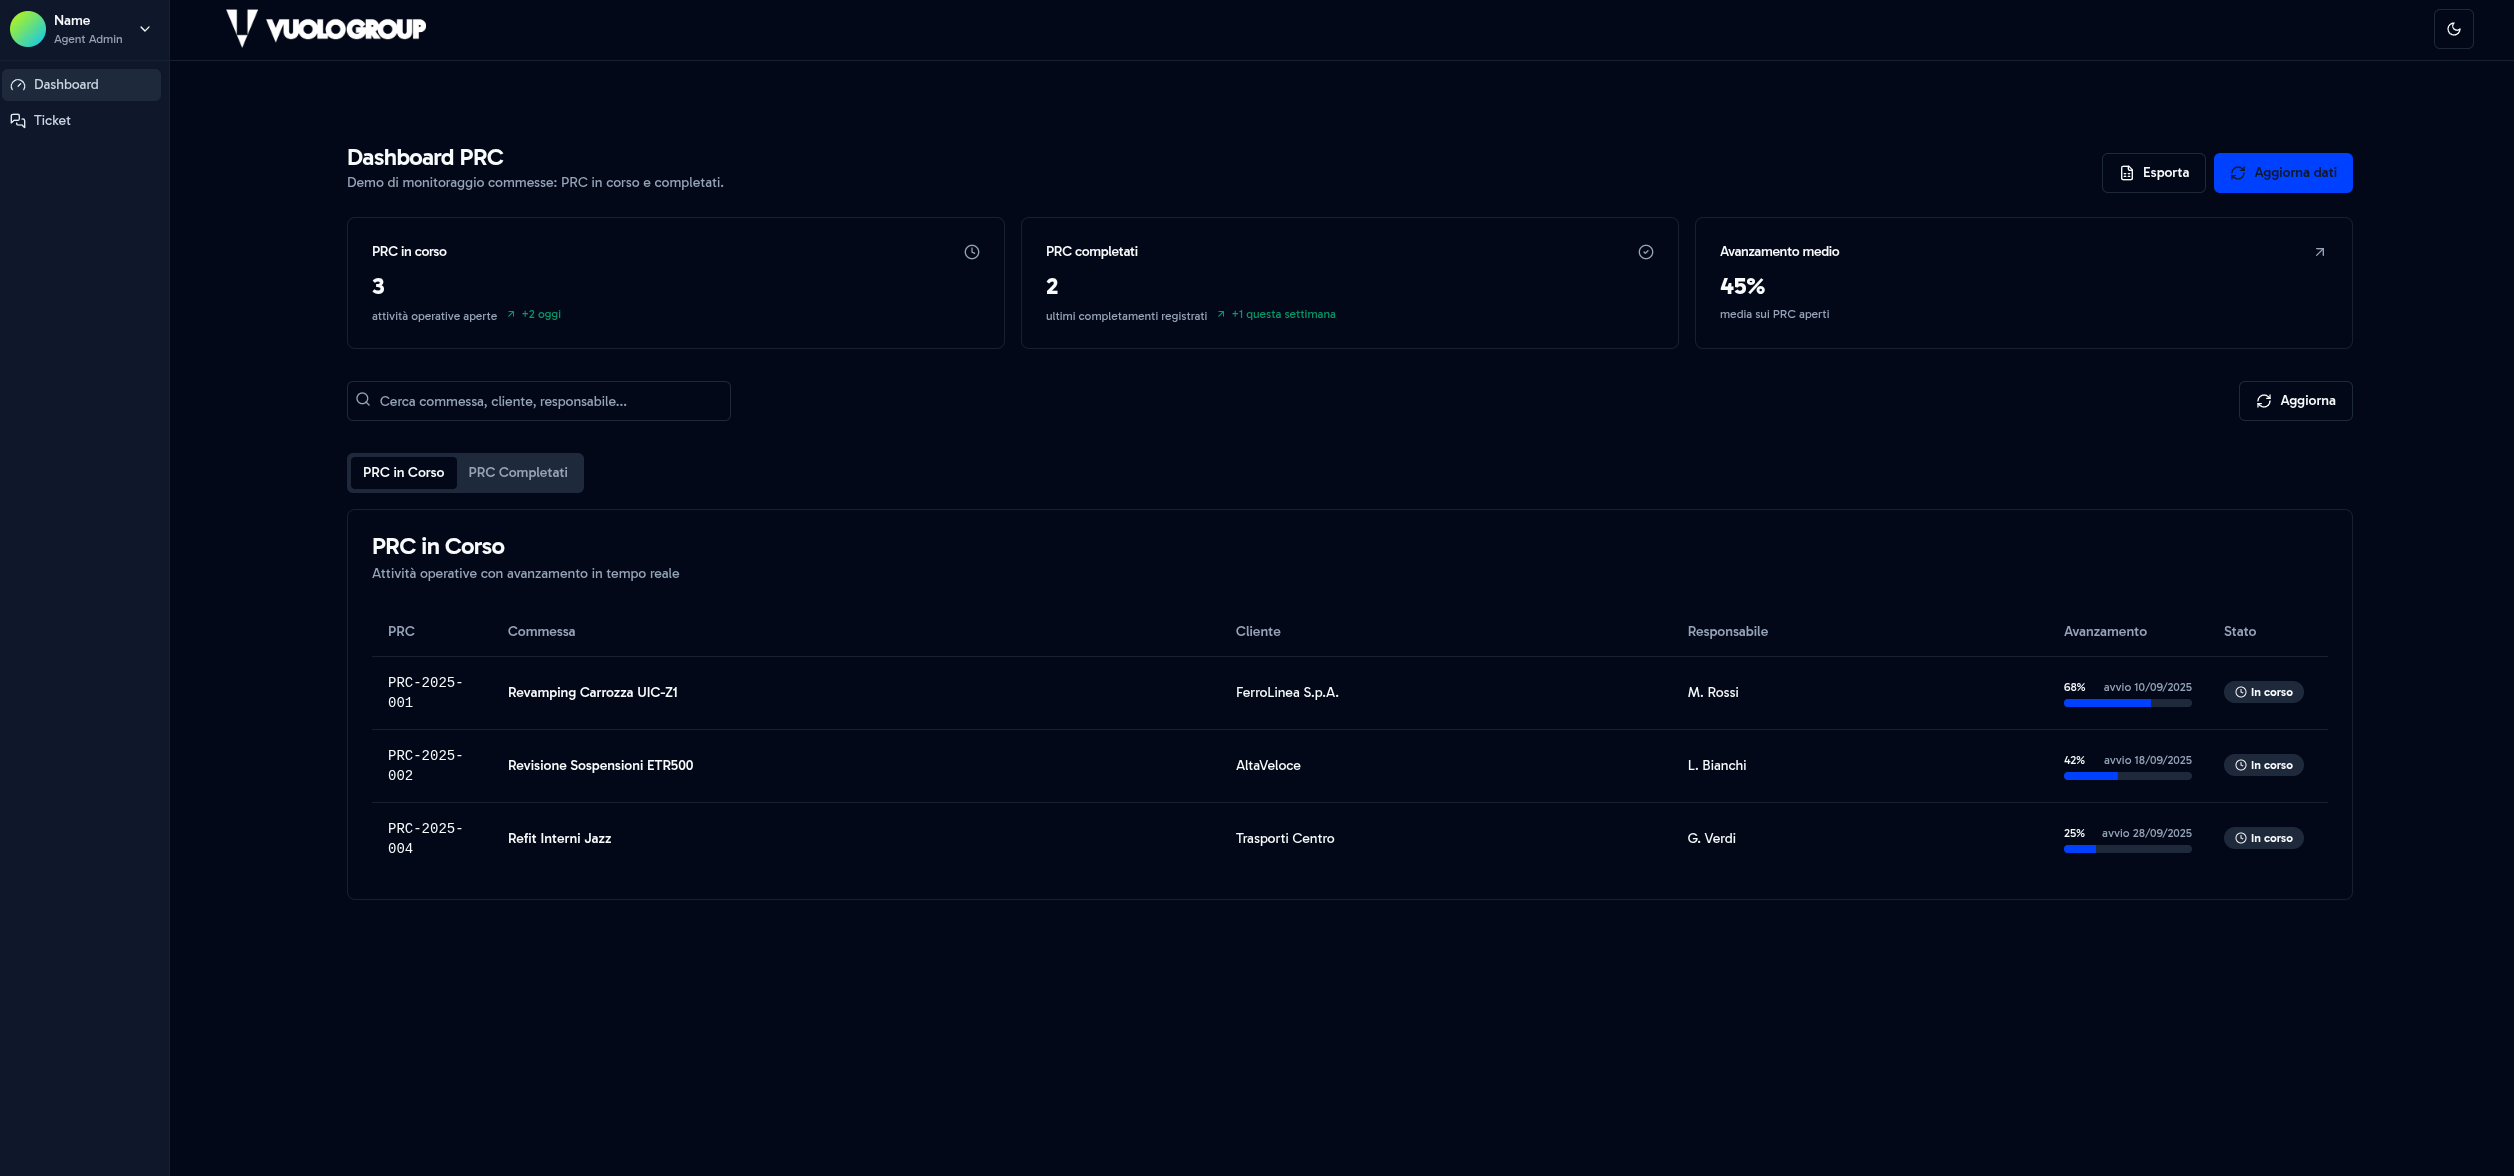 Name
Agent Admin
VUOLOGROUP
Dashboard
Ticket
Dashboard PRC
Demo di monitoraggio commesse: PRC in corso e completati.
Esporta
Aggiorna dati
PRC in corso
3
attività operative aperte +2 oggi
PRC completati
2
ultimi completamenti registrati +1 questa settimana
Avanzamento medio
45%
media sui PRC aperti
Cerca commessa, cliente, responsabile...
Aggiorna
PRC in Corso PRC Completati
PRC in Corso
Attività operative con avanzamento in tempo reale
PRC Commessa Cliente Responsabile Avanzamento Stato
PRC-2025-
001
Revamping Carrozza UIC-Z1 FerroLinea S.p.A. M. Rossi 68% avvio 10/09/2025 In corso
PRC-2025-
002
Revisione Sospensioni ETR500 AltaVeloce L. Bianchi 42% avvio 18/09/2025 In corso
PRC-2025-
004
Refit Interni Jazz Trasporti Centro G. Verdi 25% avvio 28/09/2025 In corso